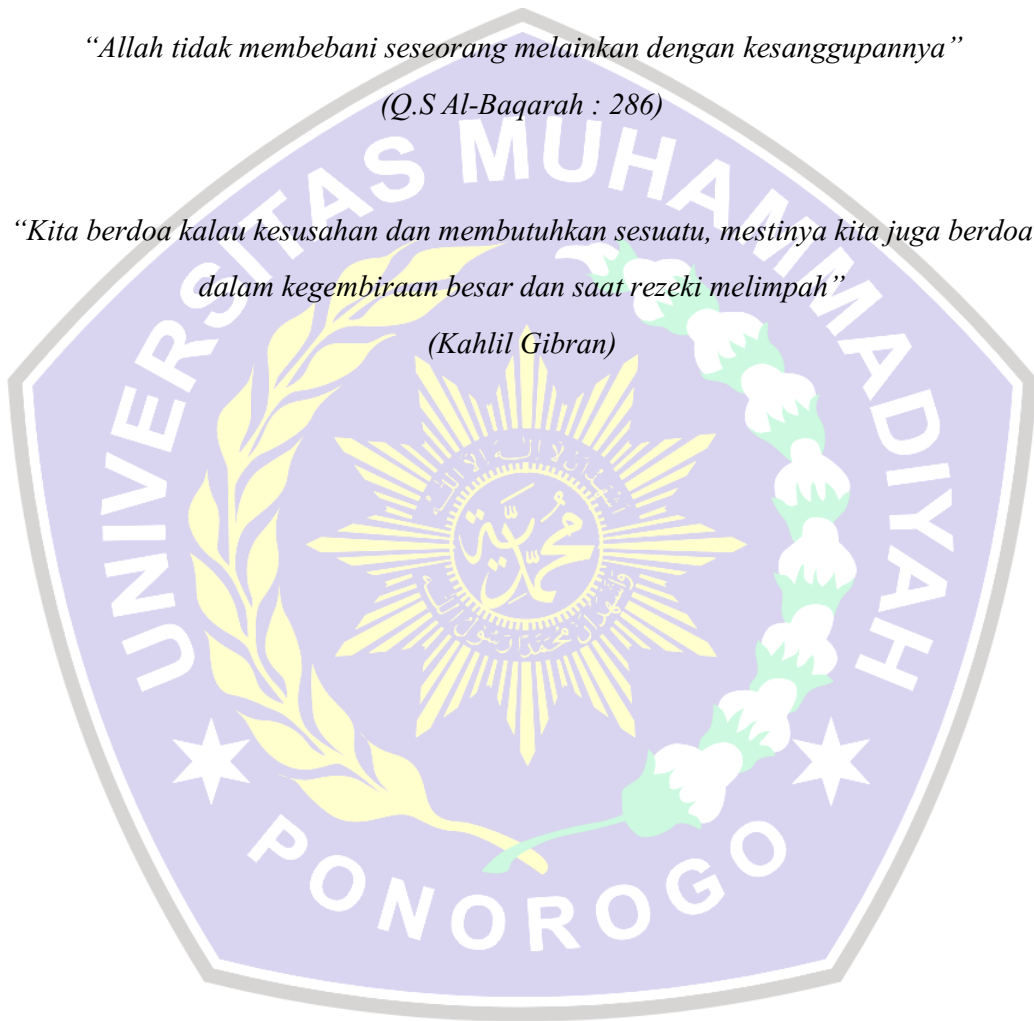 “Allah tidak membebani seseorang melainkan dengan kesanggupannya”
(Q.S Al-Baqarah : 286)
UNIVERSITAS MUHAMMADIYAH
“Kita berdoa kalau kesusahan dan membutuhkan sesuatu, mestinya kita juga berdoa
dalam kegembiraan besar dan saat rezeki melimpah”
(Kahlil Gibran)
محمدية
PONOROGO